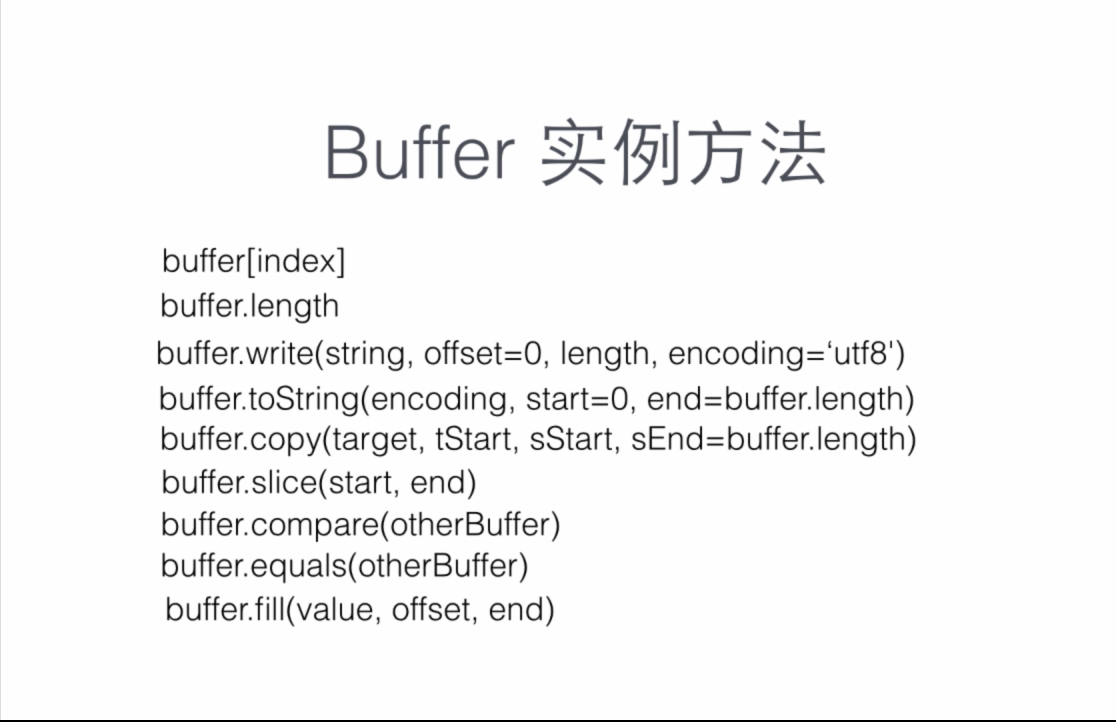 Buffer 实例方法
buffer[index]
buffer.length
buffer.write(string, offset=0, length, encoding=‘utf8')
buffer.toString(encoding, start=0, end=buffer.length)
buffer.copy(target, tStart, sStart, sEnd=buffer.length)
buffer.slice(start, end)
buffer.compare(otherBuffer)
buffer.equals(otherBuffer)
buffer.fill(value, offset, end)